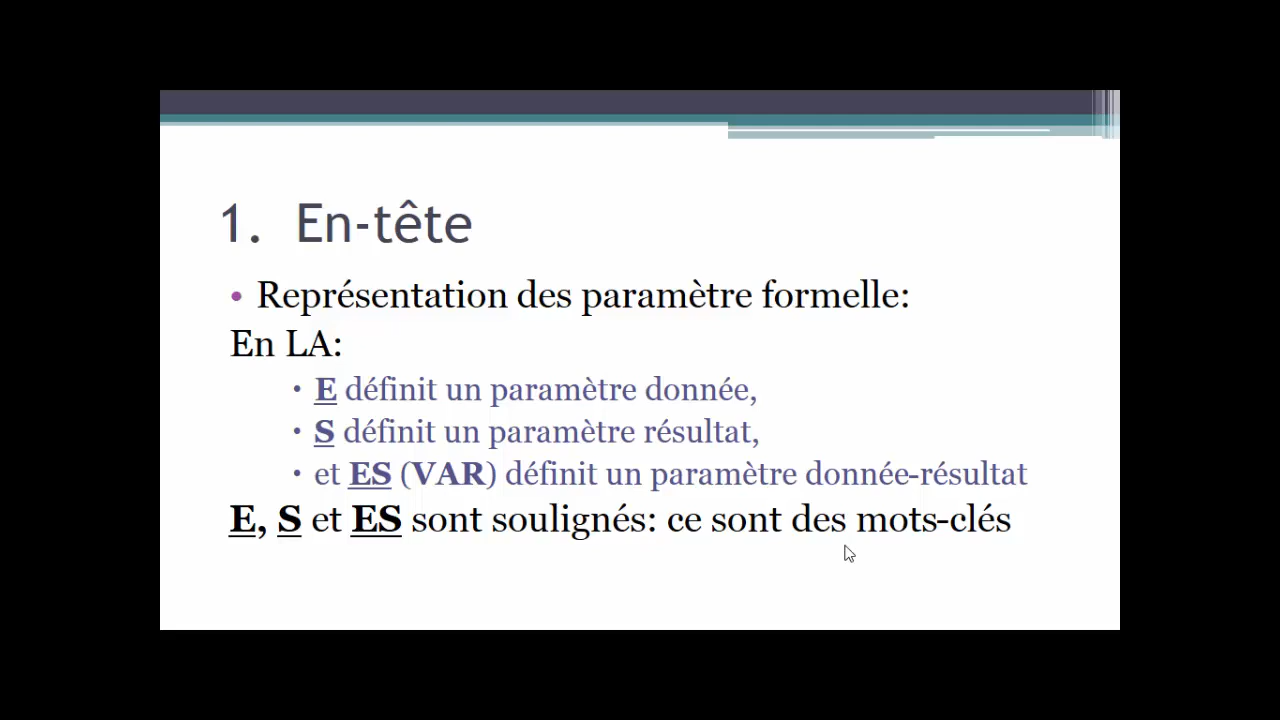 1. En-tête
• Représentation des paramètre formelle:
En LA:
• E définit un paramètre donnée,
• S définit un paramètre résultat,
• et ES (VAR) définit un paramètre donnée-résultat
E, S et ES sont soulignés: ce sont des mots-clés